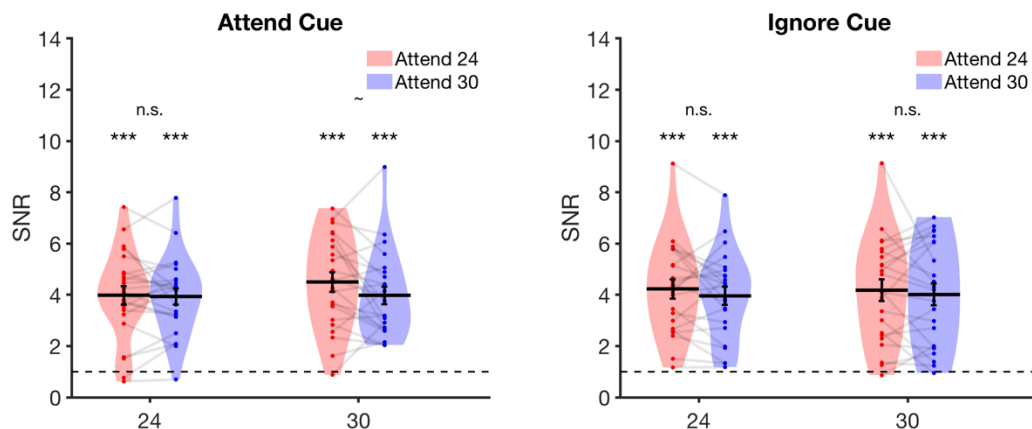 Attend Cue
14
12
10
8
6
4
2
0
SNR
Attend 24
Attend 30
n.s.
~
*** ***
*** ***
24
30
Ignore Cue
14
12
10
8
6
4
2
0
SNR
Attend 24
Attend 30
n.s.
n.s.
*** ***
*** ***
24
30